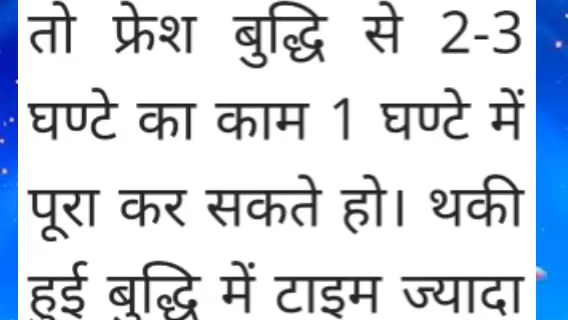 तो फ्रेश बुद्धि से 2-3
घण्टे का काम 1 घण्टे में
पूरा कर सकते हो। थकी
हुई बुद्धि में टाइम ज्यादा